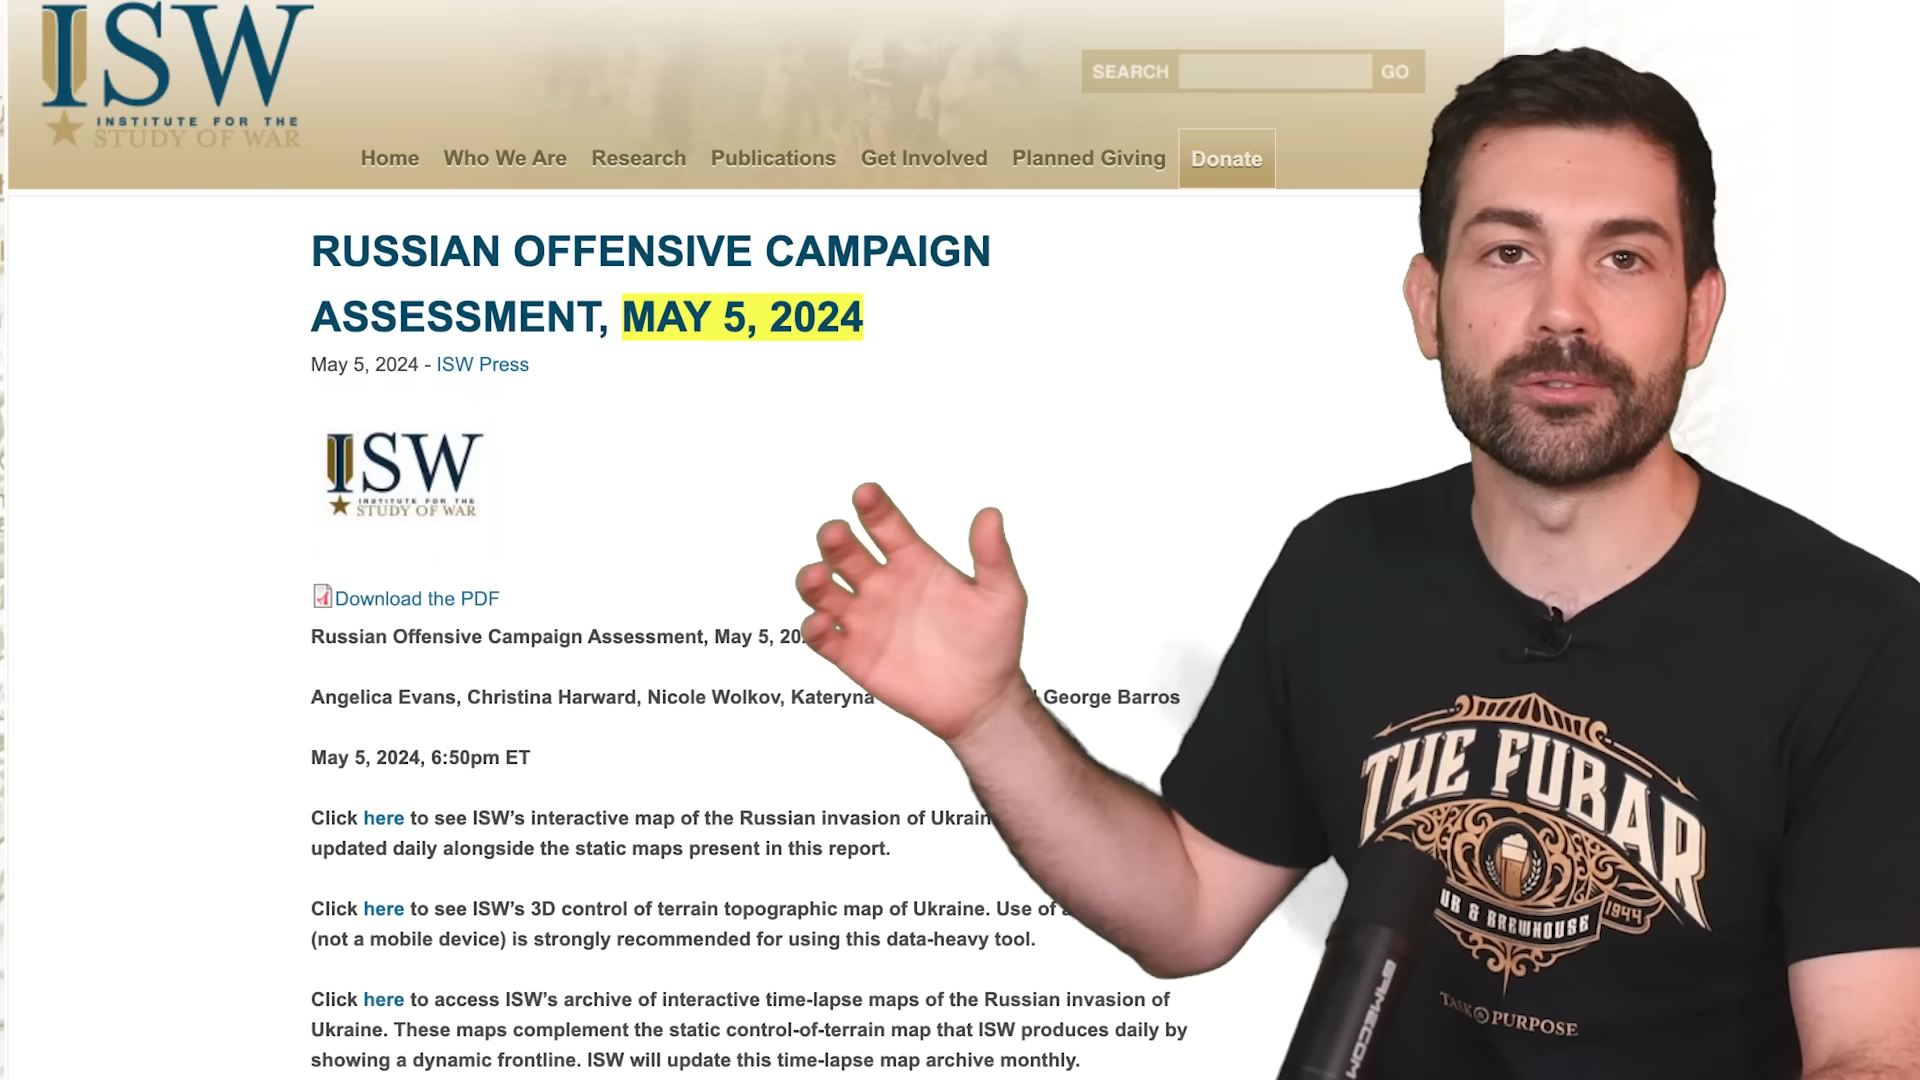 ISW
INSTITUTE FOR THE
STUDY OF WAR
SEARCH GO
Home Who We Are Research Publications Get Involved Planned Giving Donate
RUSSIAN OFFENSIVE CAMPAIGN
ASSESSMENT, MAY 5, 2024
May 5, 2024 - ISW Press
ISW
INSTITUTE FOR THE
STUDY OF WAR
Download the PDF
Russian Offensive Campaign Assessment, May 5, 20
Angelica Evans, Christina Harward, Nicole Wolkov, Kateryna George Barros
May 5, 2024, 6:50pm ET
Click here to see ISW’s interactive map of the Russian invasion of Ukrain
updated daily alongside the static maps present in this report.
Click here to see ISW’s 3D control of terrain topographic map of Ukraine. Use of
(not a mobile device) is strongly recommended for using this data-heavy tool.
Click here to access ISW’s archive of interactive time-lapse maps of the Russian invasion of
Ukraine. These maps complement the static control-of-terrain map that ISW produces daily by
showing a dynamic frontline. ISW will update this time-lapse map archive monthly.
THE FUBAR
UB & BREWHOUSE
1944
TASK & PURPOSE
GAMECOM